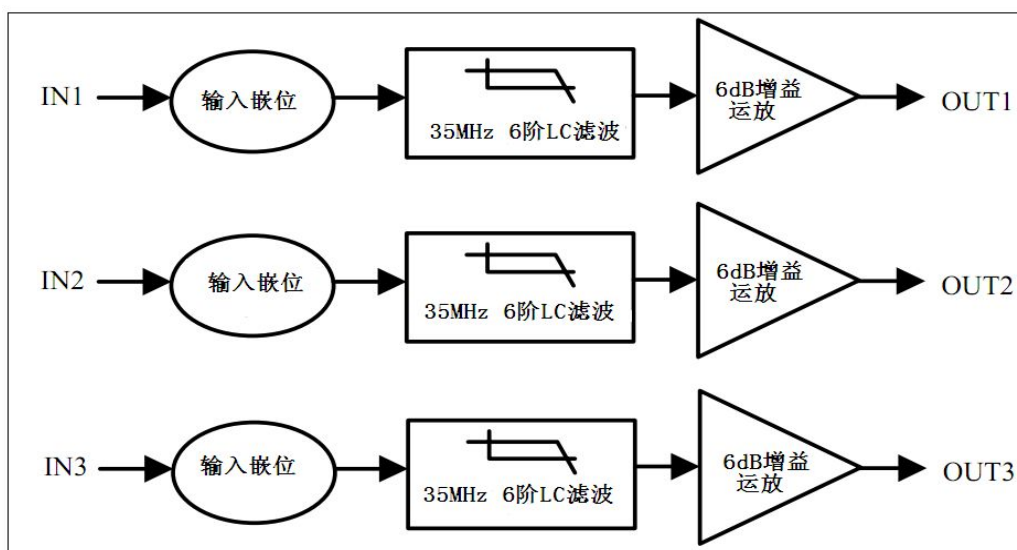 IN1
输入嵌位
35MHz 6阶LC滤波
6dB增益
运放
OUT1
IN2
输入嵌位
35MHz 6阶LC滤波
6dB增益
运放
OUT2
IN3
输入嵌位
35MHz 6阶LC滤波
6dB增益
运放
OUT3